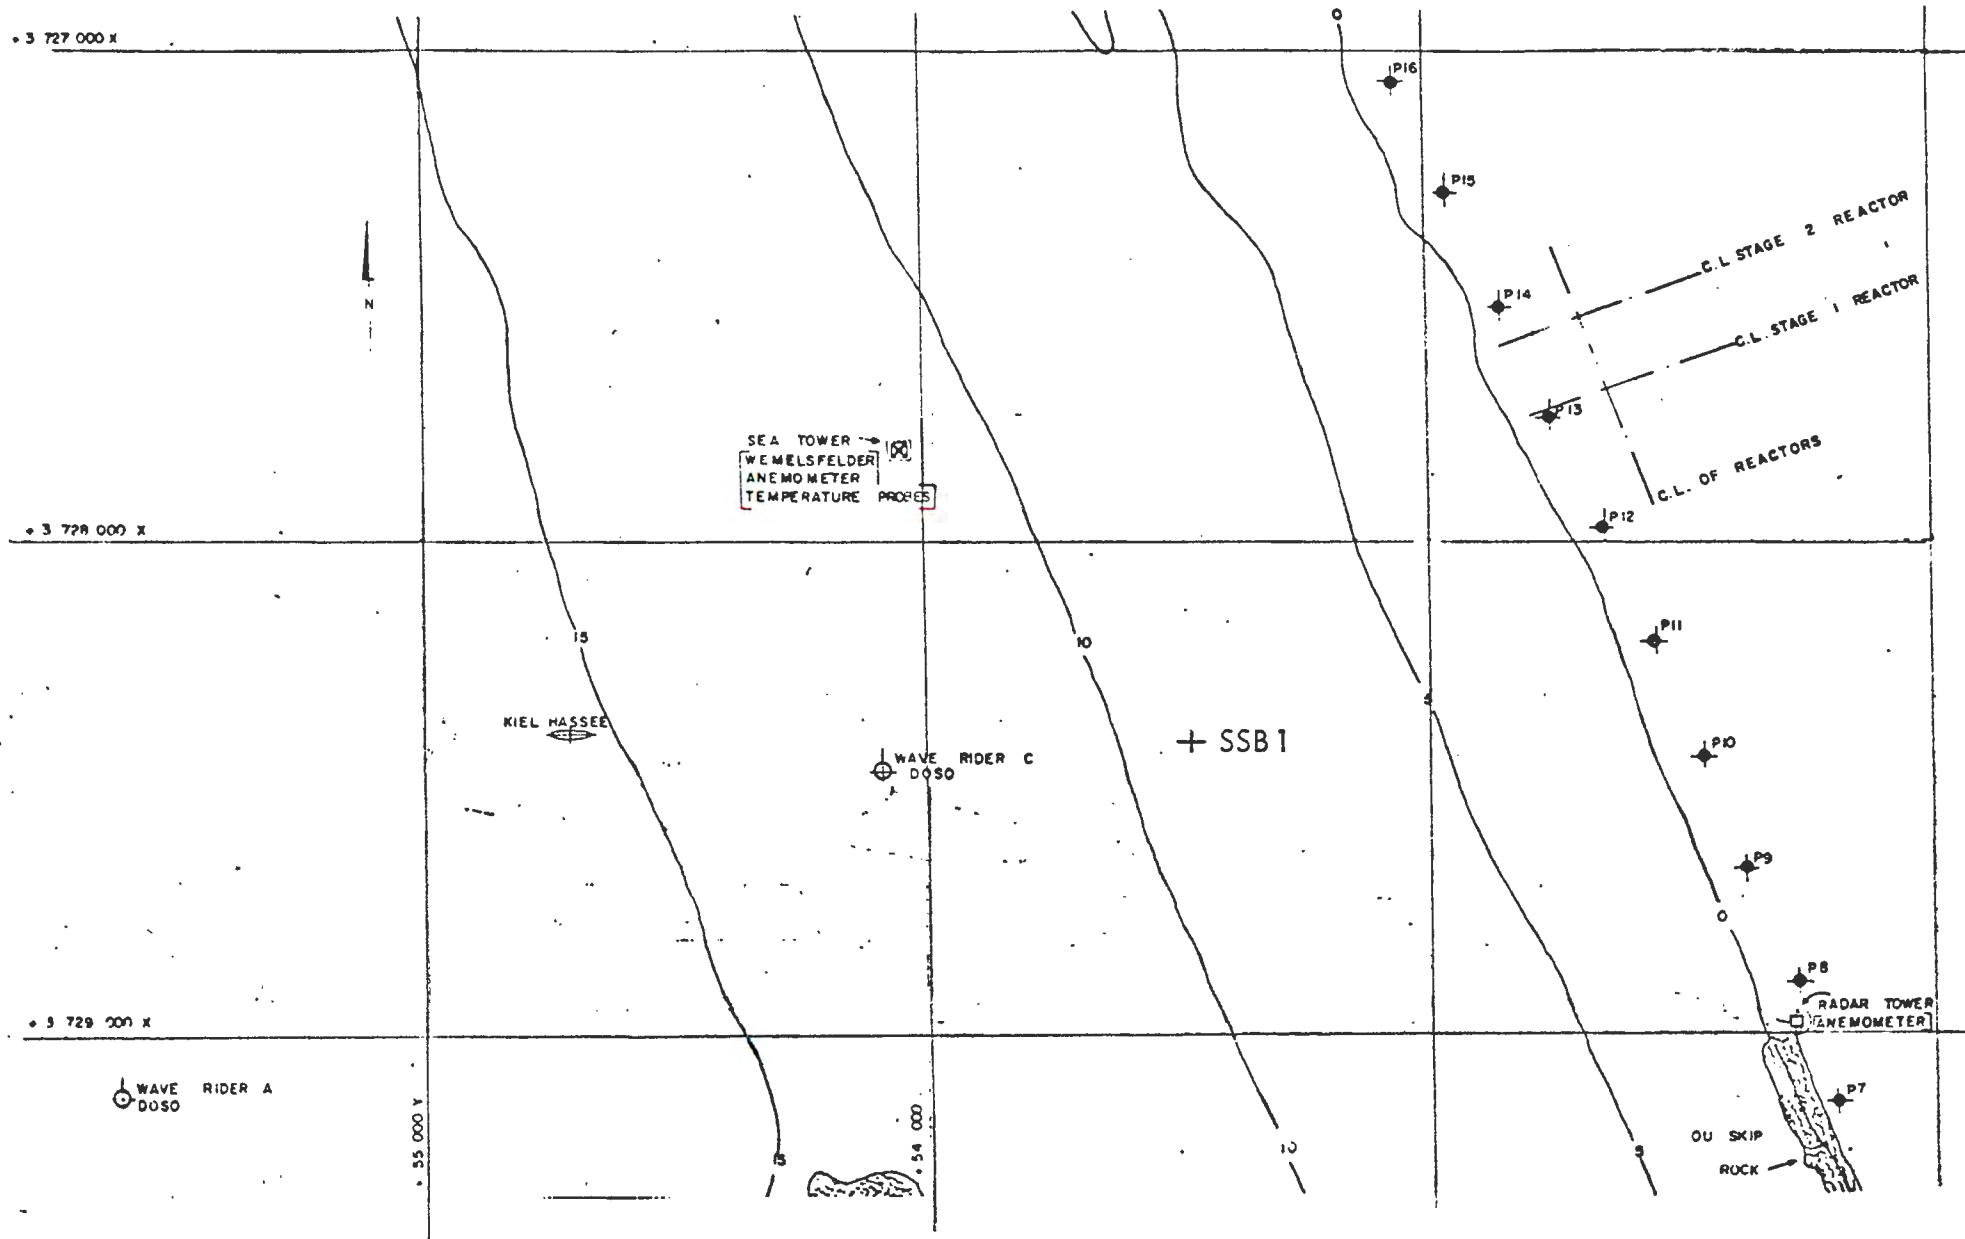 0
+ 3 727 000 X
P16
P15
C.L STAGE 2 REACTOR
P14
C.L. STAGE 1 REACTOR
N
P13
SEA TOWER
WEMELSFELDER
ANEMOMETER
TEMPERATURE PROBES
C.L. OF REACTORS
P12
+ 3 728 000 X
P11
15
10
5
KIEL HASSEE
SSB 1
P10
WAVE RIDER C
DOSO
P9
0
P8
RADAR TOWER
ANEMOMETER
+ 3 729 000 X
WAVE RIDER A
DOSO
P7
+ 55 000 Y
+ 54 000
OU SKIP
ROCK
15
10
5